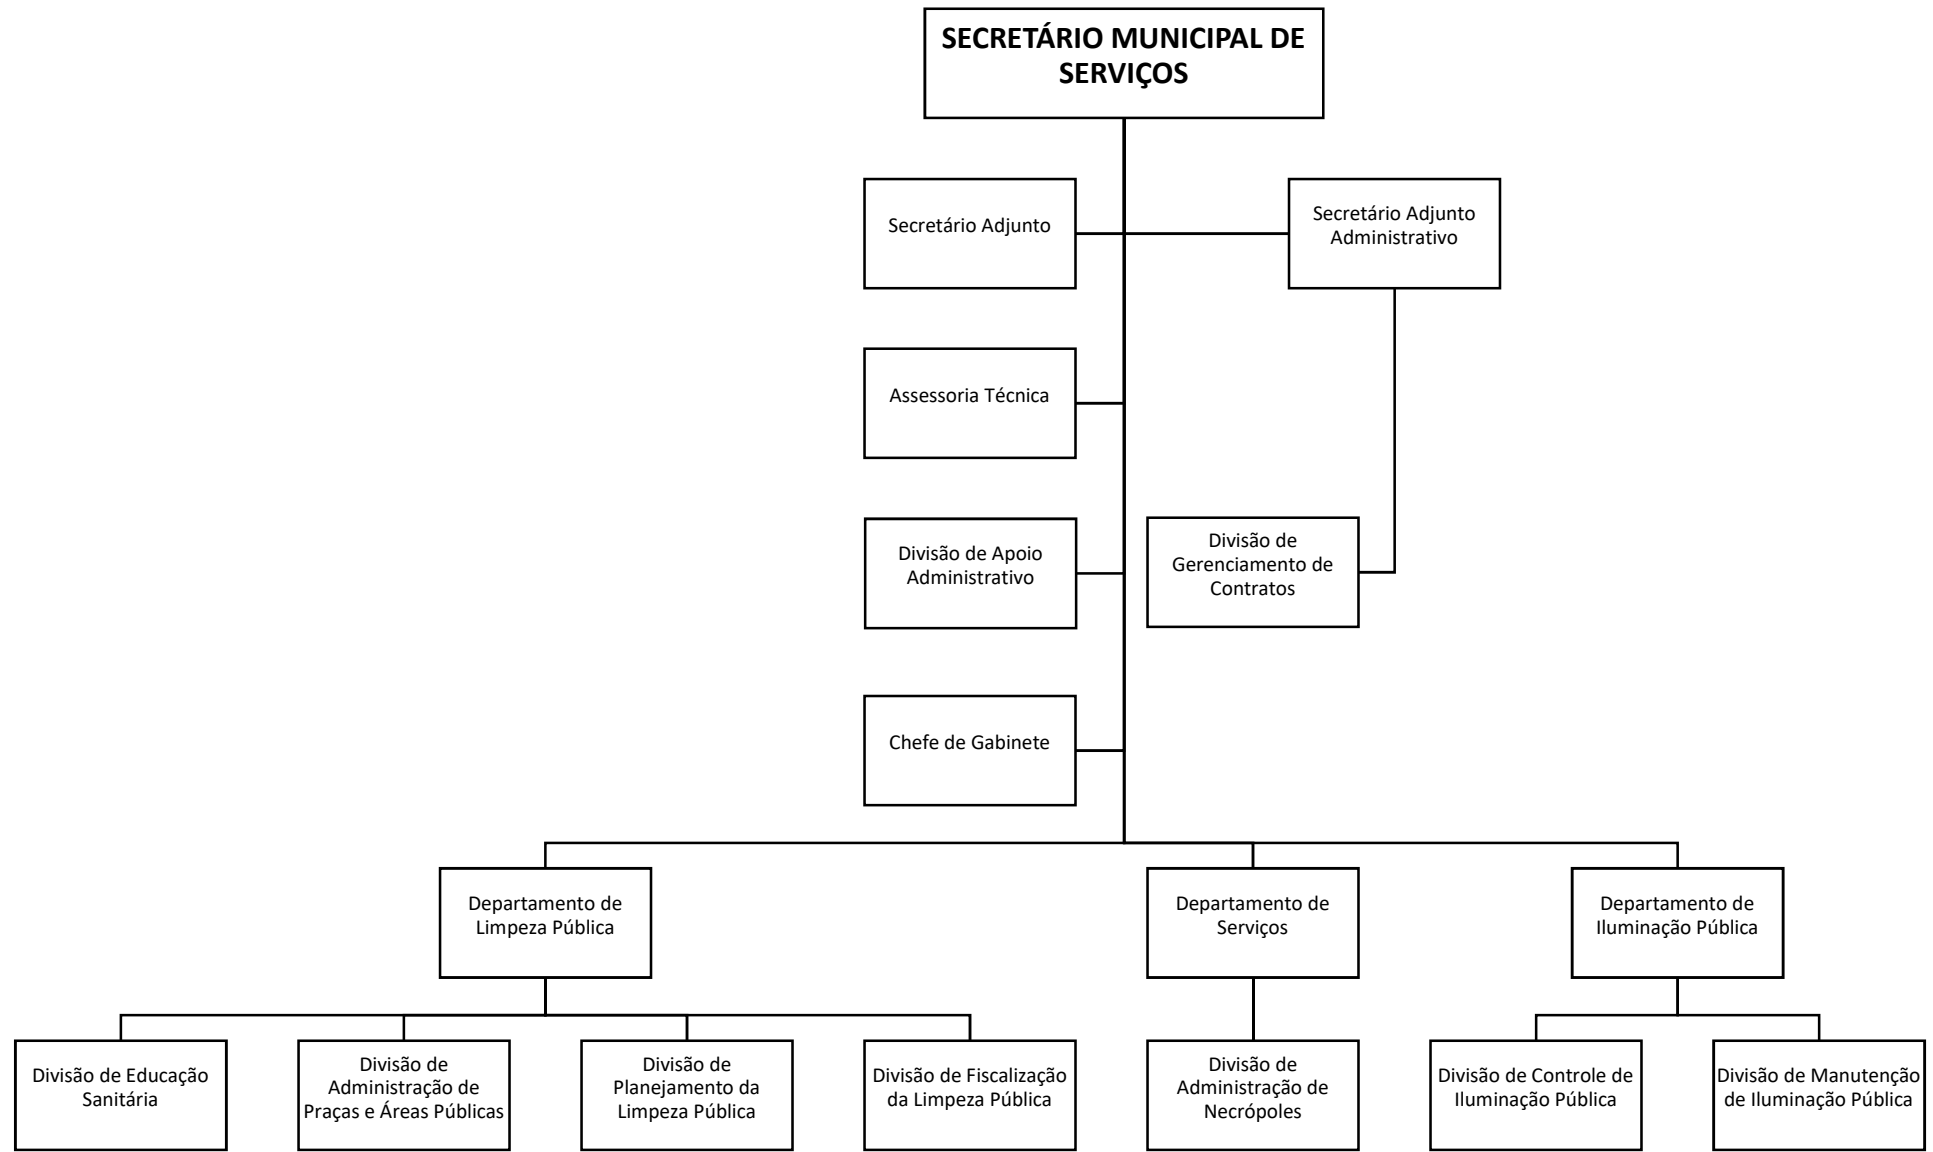 SECRETÁRIO MUNICIPAL DE
SERVIÇOS
Secretário Adjunto
Secretário Adjunto
Administrativo
Assessoria Técnica
Divisão de Apoio
Administrativo
Divisão de
Gerenciamento de
Contratos
Chefe de Gabinete
Departamento de
Limpeza Pública
Departamento de
Serviços
Departamento de
Iluminação Pública
Divisão de Educação
Sanitária
Divisão de
Administração de
Praças e Áreas Públicas
Divisão de
Planejamento da
Limpeza Pública
Divisão de Fiscalização
da Limpeza Pública
Divisão de
Administração de
Necrópoles
Divisão de Controle de
Iluminação Pública
Divisão de Manutenção
de Iluminação Pública